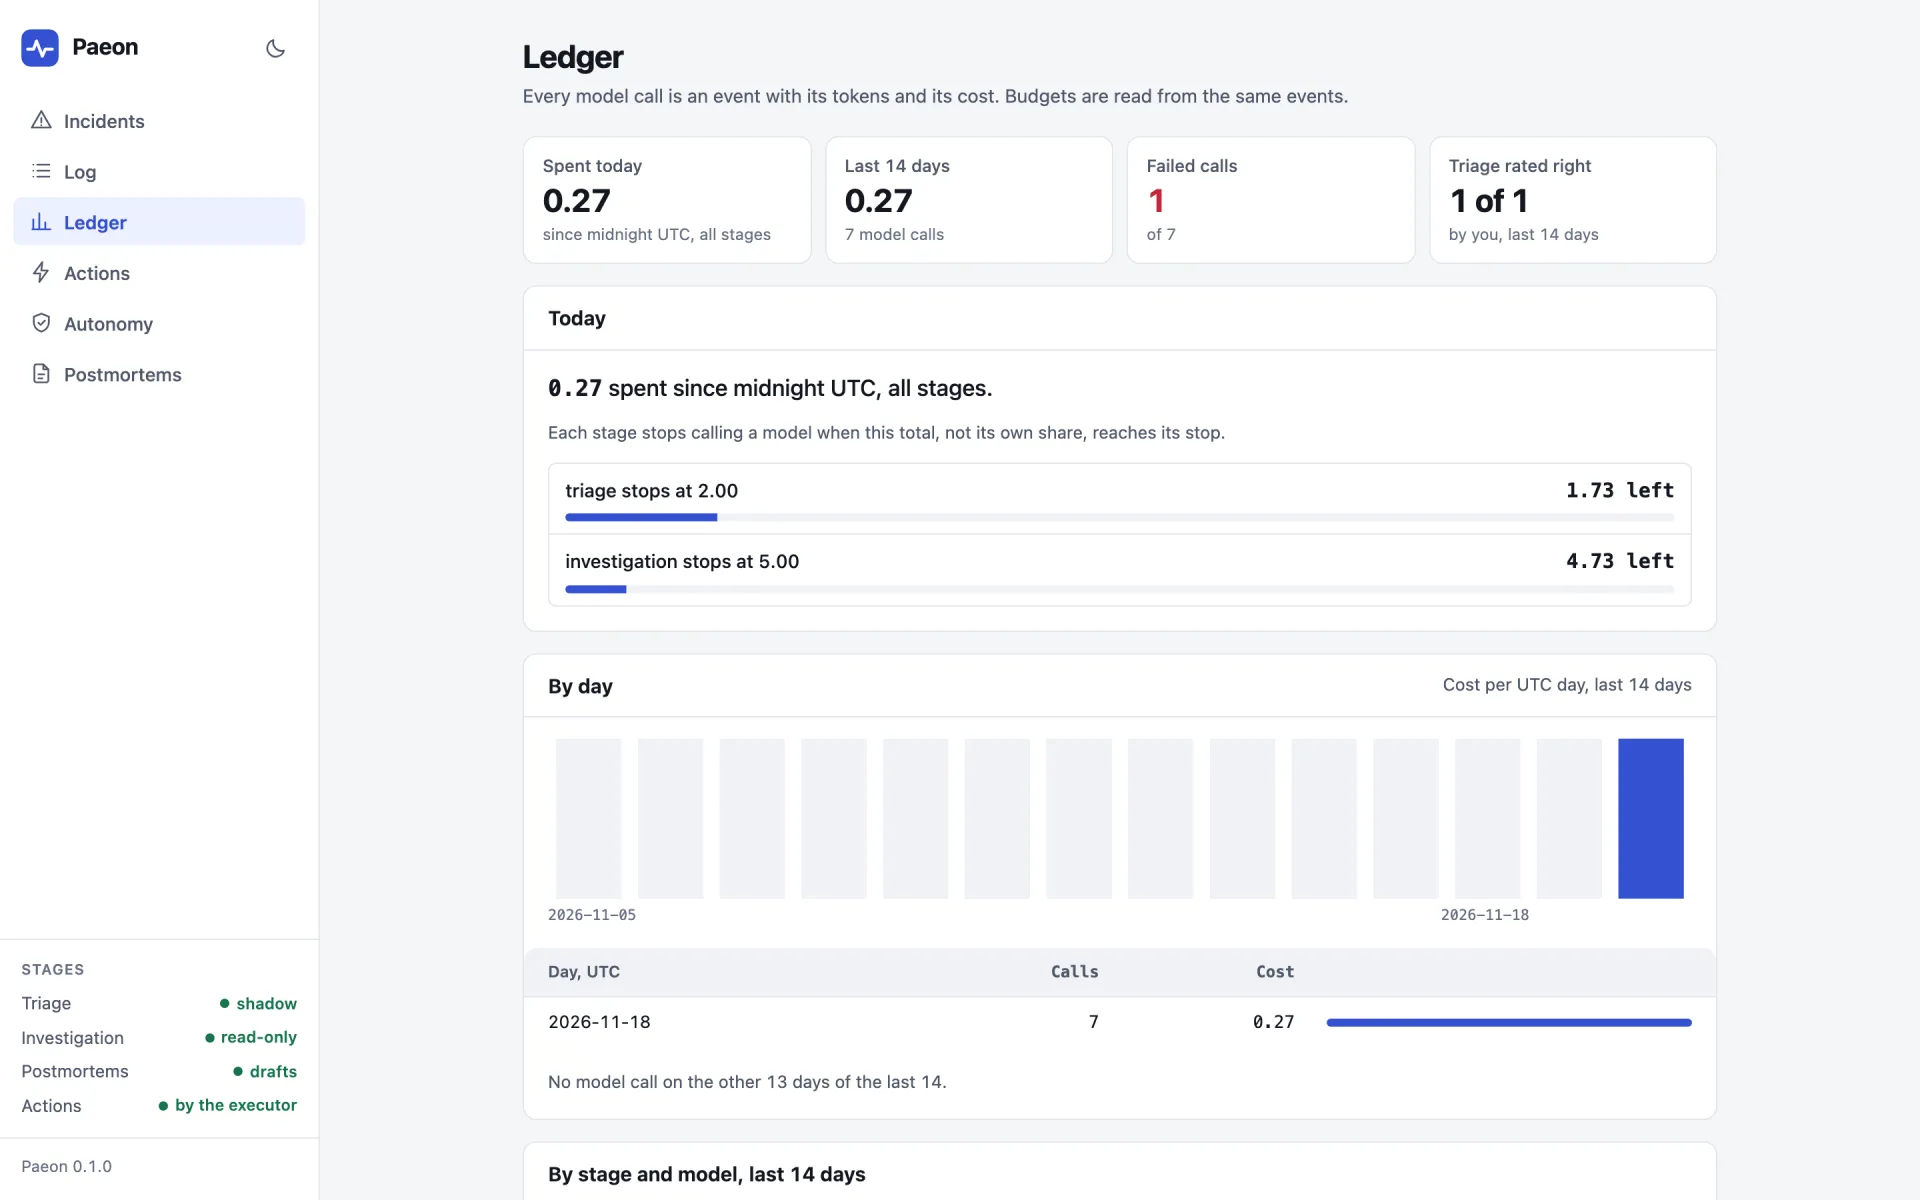 Paeon
Incidents
Log
Ledger
Actions
Autonomy
Postmortems
STAGES
Triage shadow
Investigation read-only
Postmortems drafts
Actions by the executor
Paeon 0.1.0
Ledger
Every model call is an event with its tokens and its cost. Budgets are read from the same events.
Spent today
0.27
since midnight UTC, all stages
Last 14 days
0.27
7 model calls
Failed calls
1
of 7
Triage rated right
1 of 1
by you, last 14 days
Today
0.27 spent since midnight UTC, all stages.
Each stage stops calling a model when this total, not its own share, reaches its stop.
triage stops at 2.00 1.73 left
investigation stops at 5.00 4.73 left
By day Cost per UTC day, last 14 days
2026-11-05 2026-11-18
Day, UTC Calls Cost
2026-11-18 7 0.27
No model call on the other 13 days of the last 14.
By stage and model, last 14 days